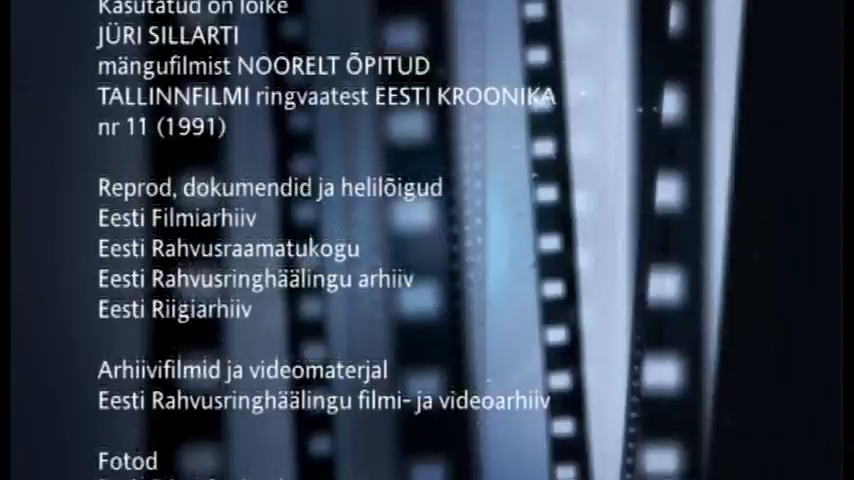 Kasutatud on lõike
JÜRI SILLARTI
mängufilmist NOORELT ÕPITUD
TALLINNFILMI ringvaatest EESTI KROONIKA
nr 11 (1991)
Reprod, dokumendid ja helilõigud
Eesti Filmiarhiiv
Eesti Rahvusraamatukogu
Eesti Rahvusringhäälingu arhiiv
Eesti Riigiarhiiv
Arhiivifilmid ja videomaterjal
Eesti Rahvusringhäälingu filmi- ja videoarhiiv
Fotod